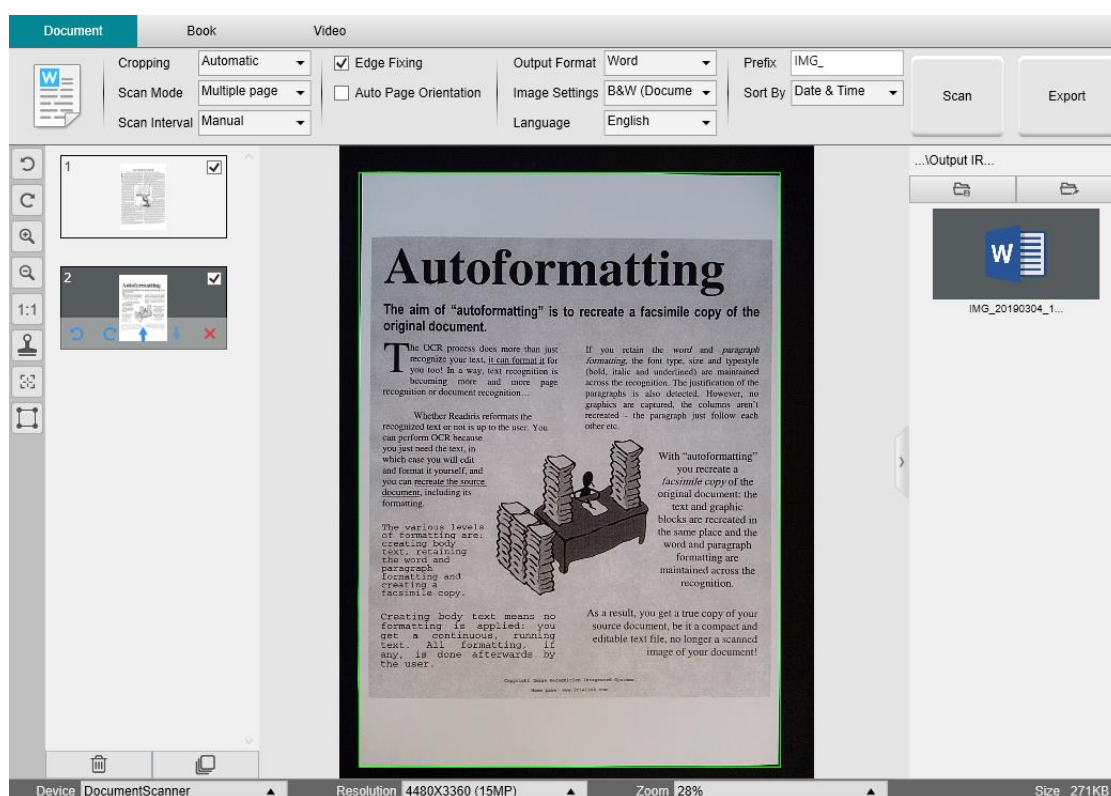 Document Book Video
Cropping Automatic
Edge Fixing
Output Format Word
Prefix IMG_
Scan
Export
Scan Mode Multiple page
Auto Page Orientation
Image Settings B&W (Docume
Sort By Date & Time
Scan Interval Manual
Language English
1
2
1:1
Autoformatting
The aim of “autoformatting” is to recreate a facsimile copy of the
original document.
The OCR process does more than just
recognize your text, it can format it for
you too! In a way, text recognition is
becoming more and more page
recognition or document recognition...
Whether Readiris reformats the
recognized text or not is up to the user. You
can perform OCR because
you just need the text, in
which case you will edit
and format it yourself, and
you can recreate the source
document, including its
formatting.
The various levels
of formatting are:
creating body
text, retaining
the word and
paragraph
formatting and
creating a
facsimile copy.
Creating body text means no
formatting is applied: you
get a continuous, running
text. All formatting, if
any, is done afterwards by
the user.
If you retain the word and paragraph
formatting, the font type, size and typestyle
(bold, italic and underlined) are maintained
across the recognition. The justification of the
paragraphs is also detected. However, no
graphics are captured, the columns aren't
recreated - the paragraph just follow each
other etc.
With “autoformatting”
you recreate a
facsimile copy of the
original document: the
text and graphic
blocks are recreated in
the same place and the
word and paragraph
formatting are
maintained across the
recognition.
As a result, you get a true copy of your
source document, be it a compact and
editable text file, no longer a scanned
image of your document!
...\Output IR...
W
IMG_20190304_1...
Device DocumentScanner
Resolution 4480X3360 (15MP)
Zoom 28%
Size 271KB